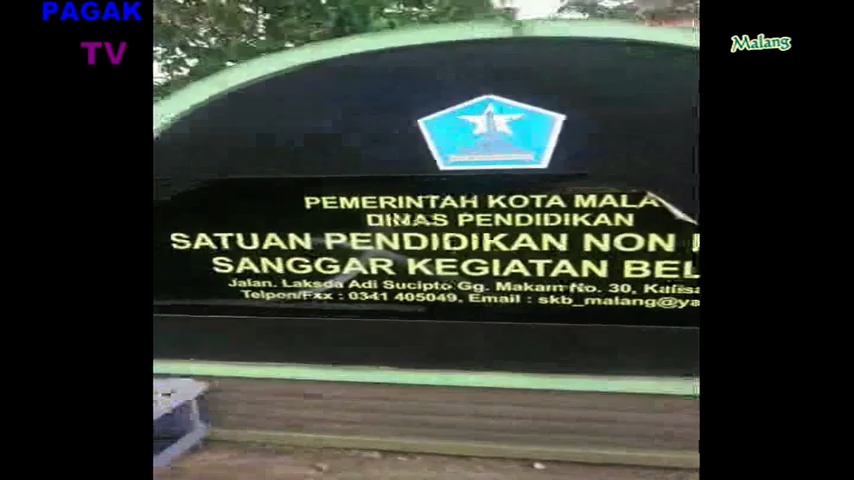 PAGAK
TV
Malang
PEMERINTAH KOTA MALA
DINAS PENDIDIKAN
SATUAN PENDIDIKAN NON
SANGGAR KEGIATAN BEL
Jalan. Laksda Adi Sucipto Gg. Makam No. 30,
Telpon/Fax : 0341 405049, Email : skb_malang@ya